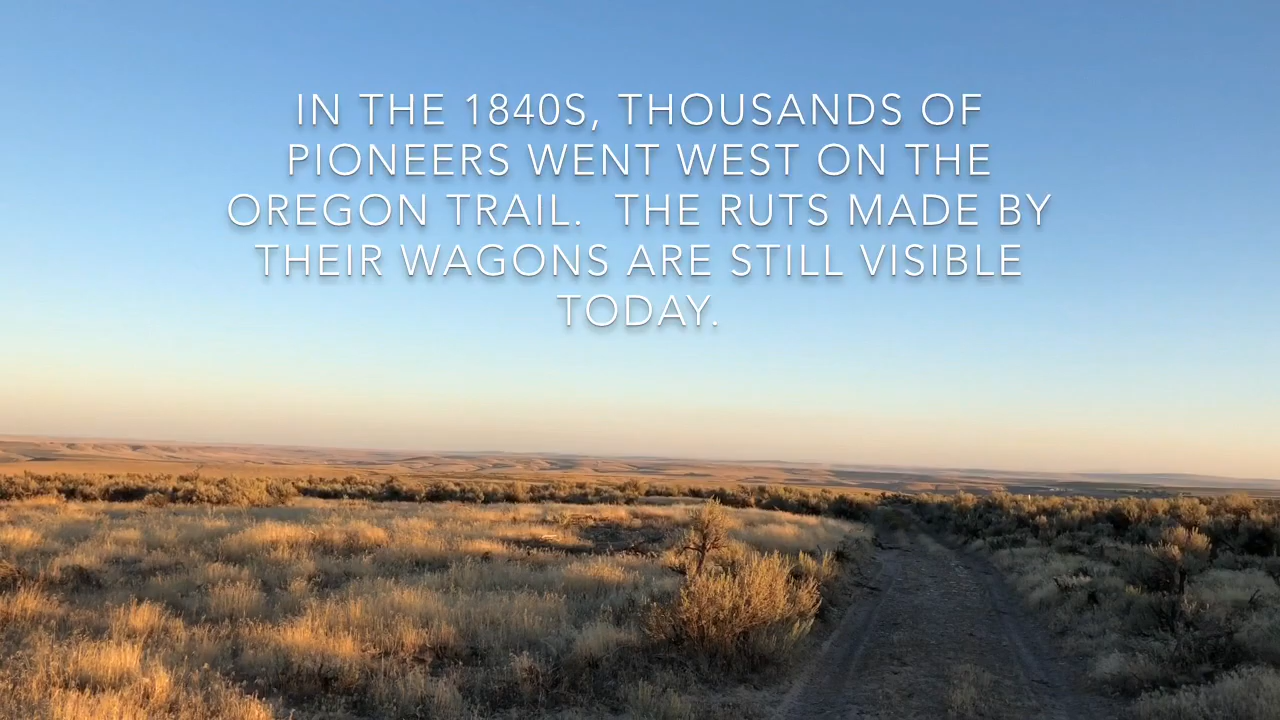 IN THE 1840S, THOUSANDS OF
PIONEERS WENT WEST ON THE
OREGON TRAIL.  THE RUTS MADE BY
THEIR WAGONS ARE STILL VISIBLE
TODAY.